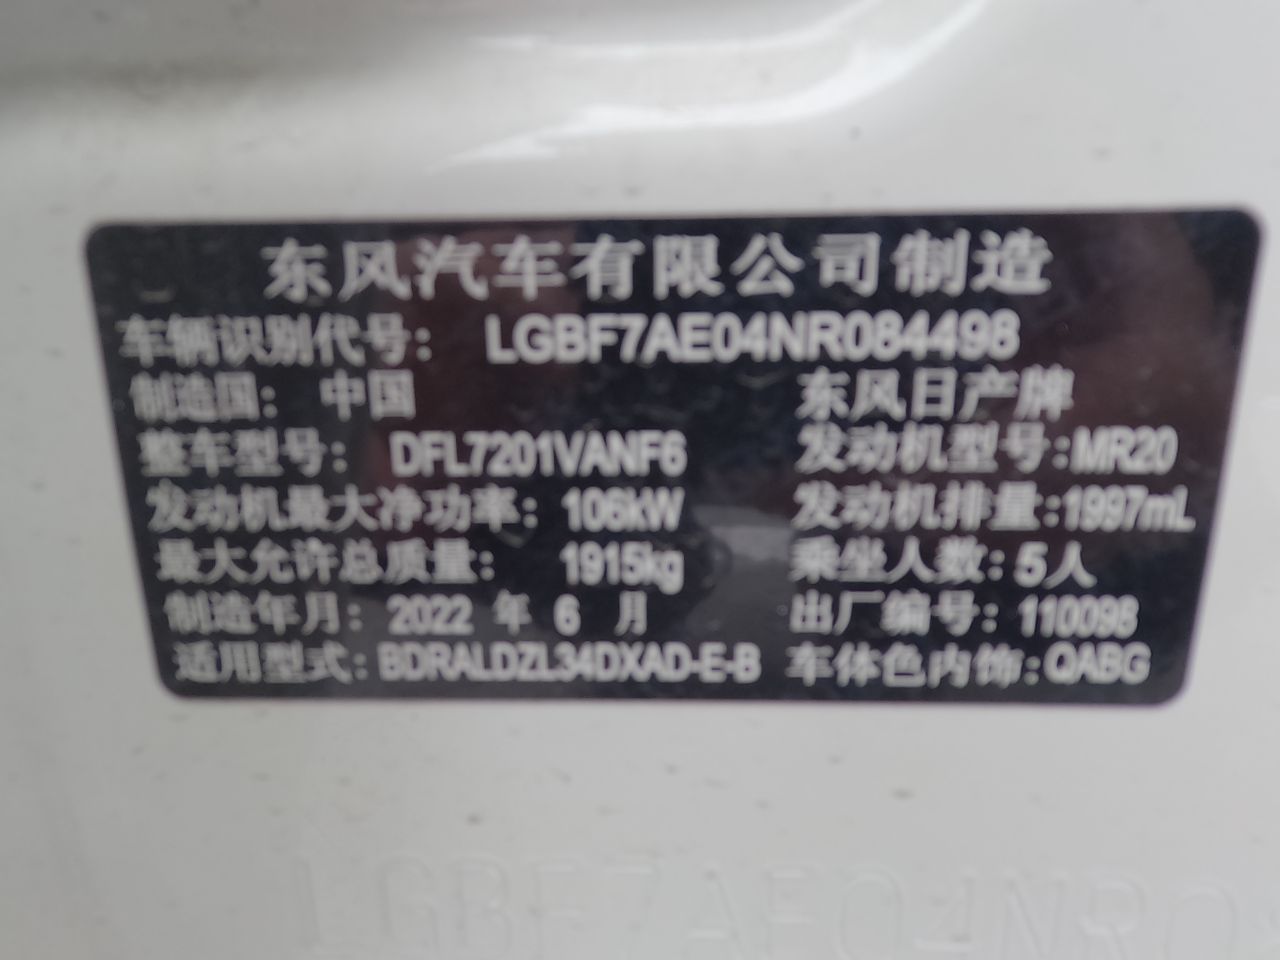 东风汽车有限公司制造
车辆识别代号： LGBF7AE04NR084498
制造国： 中国 东风日产牌
整车型号： DFL7201VANF6 发动机型号：MR20
发动机最大净功率： 106kW 发动机排量：1997mL
最大允许总质量： 1915kg 乘坐人数：5人
制造年月： 2022 年 6 月 出厂编号： 110098
适用型式：BDRALDZL34DXAD-E-B 车体色内饰：QABG
LGBF7AE04NR0